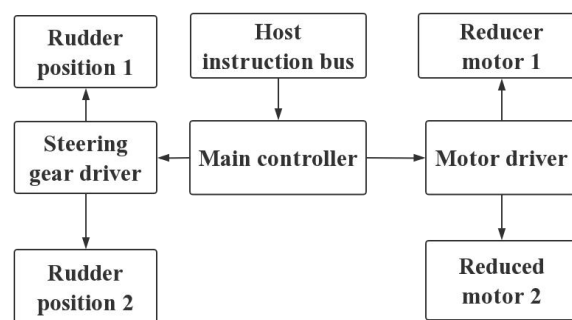 Rudder
position 1
Host
instruction bus
Reducer
motor 1
Steering
gear driver
Main controller
Motor driver
Rudder
position 2
Reduced
motor 2